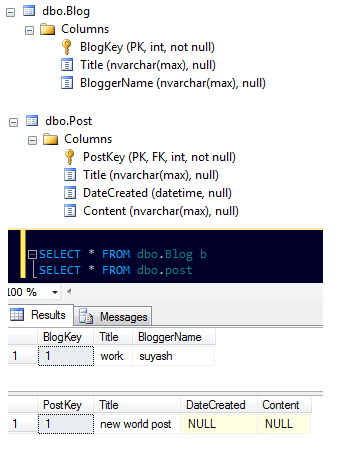 dbo.Blog
Columns
BlogKey (PK, int, not null)
Title (nvarchar(max), null)
BloggerName (nvarchar(max), null)
dbo.Post
Columns
PostKey (PK, FK, int, not null)
Title (nvarchar(max), null)
DateCreated (datetime, null)
Content (nvarchar(max), null)
SELECT * FROM dbo.Blog b
SELECT * FROM dbo.post
100 %
Results Messages
BlogKey Title BloggerName
1 1 work suyash
PostKey Title DateCreated Content
1 1 new world post NULL NULL